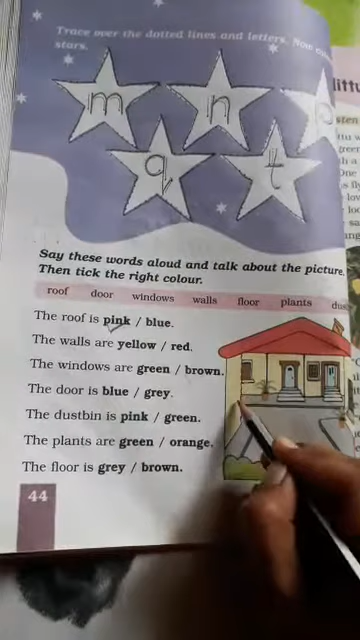 Trace over the dotted lines and letters. Now
stars.
m
n
q
t
Say these words aloud and talk about the picture.
Then tick the right colour.
roof door windows walls floor plants
The roof is pink / blue.
The walls are yellow / red.
The windows are green / brown.
The door is blue / grey.
The dustbin is pink / green.
The plants are green / orange.
The floor is grey / brown.
44